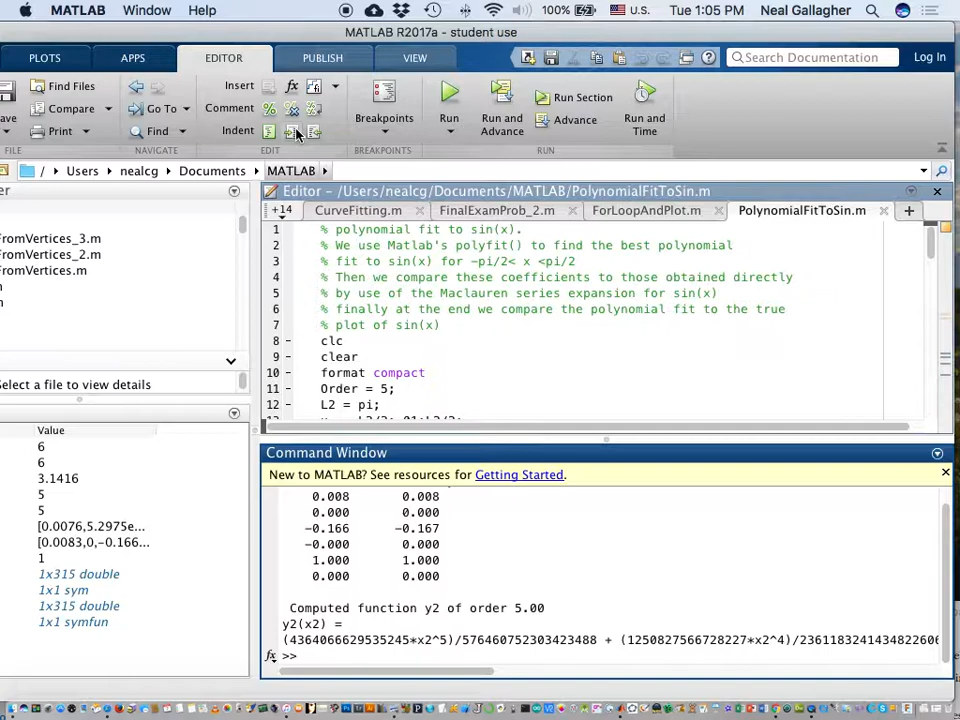 MATLAB Window Help 100% U.S. Tue 1:05 PM Neal Gallagher
MATLAB R2017a - student use
PLOTS APPS EDITOR PUBLISH VIEW Search Documentation Log In
Find Files Insert fx
Compare Go To Comment Breakpoints Run Run and Advance Run Section Advance Run and Time
Print Find Indent
FILE NAVIGATE EDIT BREAKPOINTS RUN
/ Users nealcg Documents MATLAB
Editor - /Users/nealcg/Documents/MATLAB/PolynomialFitToSin.m
+14 CurveFitting.m FinalExamProb_2.m ForLoopAndPlot.m PolynomialFitToSin.m
FromVertices_3.m
FromVertices_2.m
FromVertices.m
Select a file to view details
1 % polynomial fit to sin(x).
2 % We use Matlab's polyfit() to find the best polynomial
3 % fit to sin(x) for -pi/2< x <pi/2
4 % Then we compare these coefficients to those obtained directly
5 % by use of the Maclauren series expansion for sin(x)
6 % finally at the end we compare the polynomial fit to the true
7 % plot of sin(x)
8 - clc
9 - clear
10 - format compact
11 - Order = 5;
12 - L2 = pi;
Value
6
6
3.1416
5
5
[0.0076,5.2975e...
[0.0083,0,-0.166...
1
1x315 double
1x1 sym
1x315 double
1x1 symfun
Command Window
New to MATLAB? See resources for Getting Started.
0.008 0.008
0.000 0.000
-0.166 -0.167
-0.000 0.000
1.000 1.000
0.000 0.000
Computed function y2 of order 5.00
y2(x2) =
(4364066629535245*x2^5)/576460752303423488 + (1250827566728227*x2^4)/2361183241434822606
fx >>